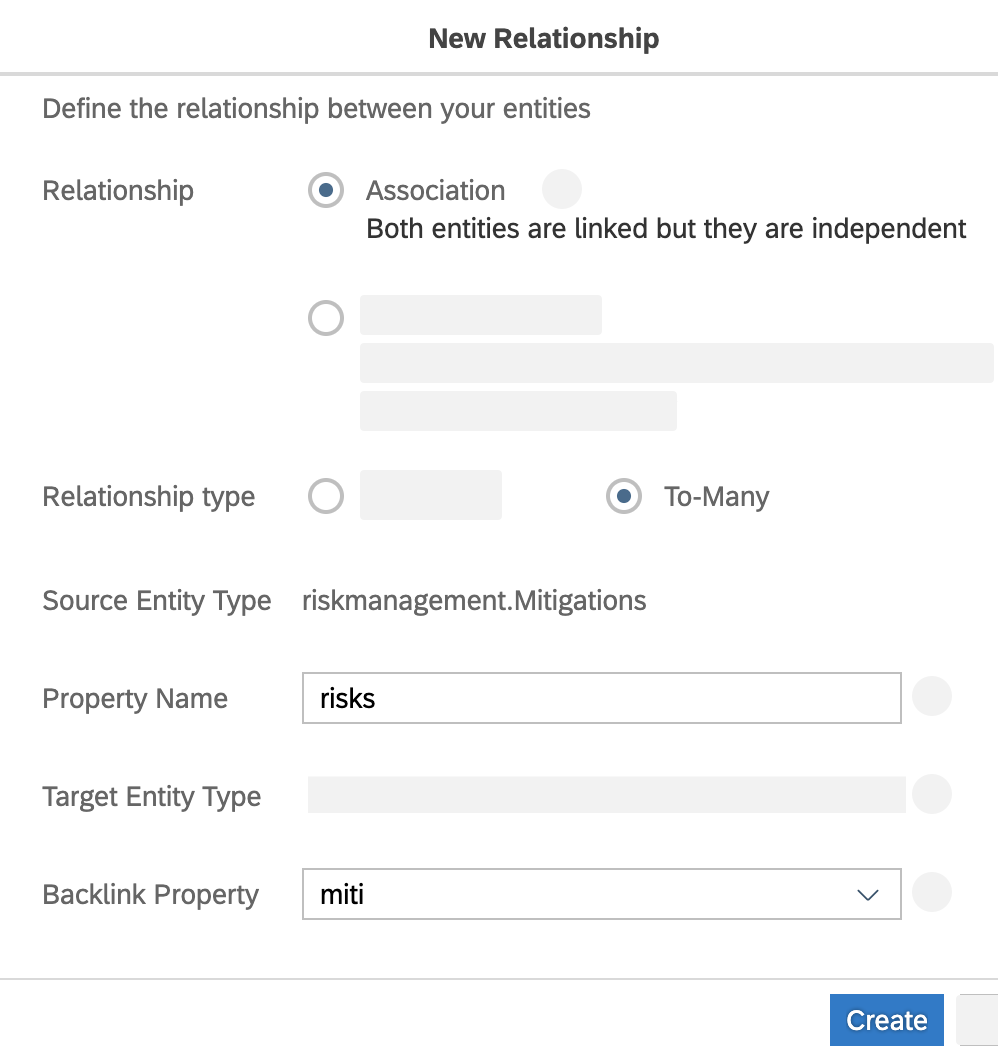 New Relationship
Define the relationship between your entities
Relationship
Association
Both entities are linked but they are independent
Relationship type
To-Many
Source Entity Type
riskmanagement.Mitigations
Property Name
risks
Target Entity Type
Backlink Property
miti
Create